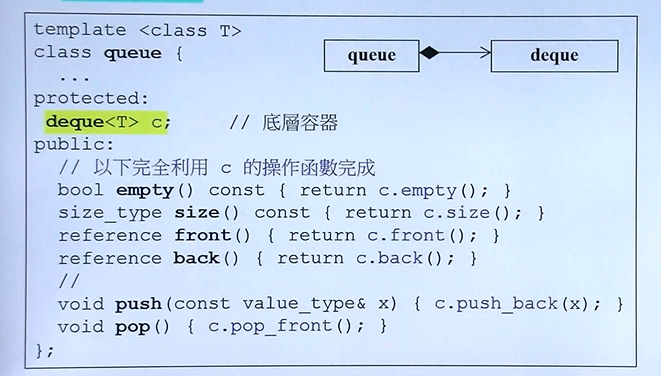 template <class T>
class queue {
queue
deque
...
protected:
deque<T> c; // 底層容器
public:
// 以下完全利用 c 的操作函數完成
bool empty() const { return c.empty(); }
size_type size() const { return c.size(); }
reference front() { return c.front(); }
reference back() { return c.back(); }
//
void push(const value_type& x) { c.push_back(x); }
void pop() { c.pop_front(); }
};